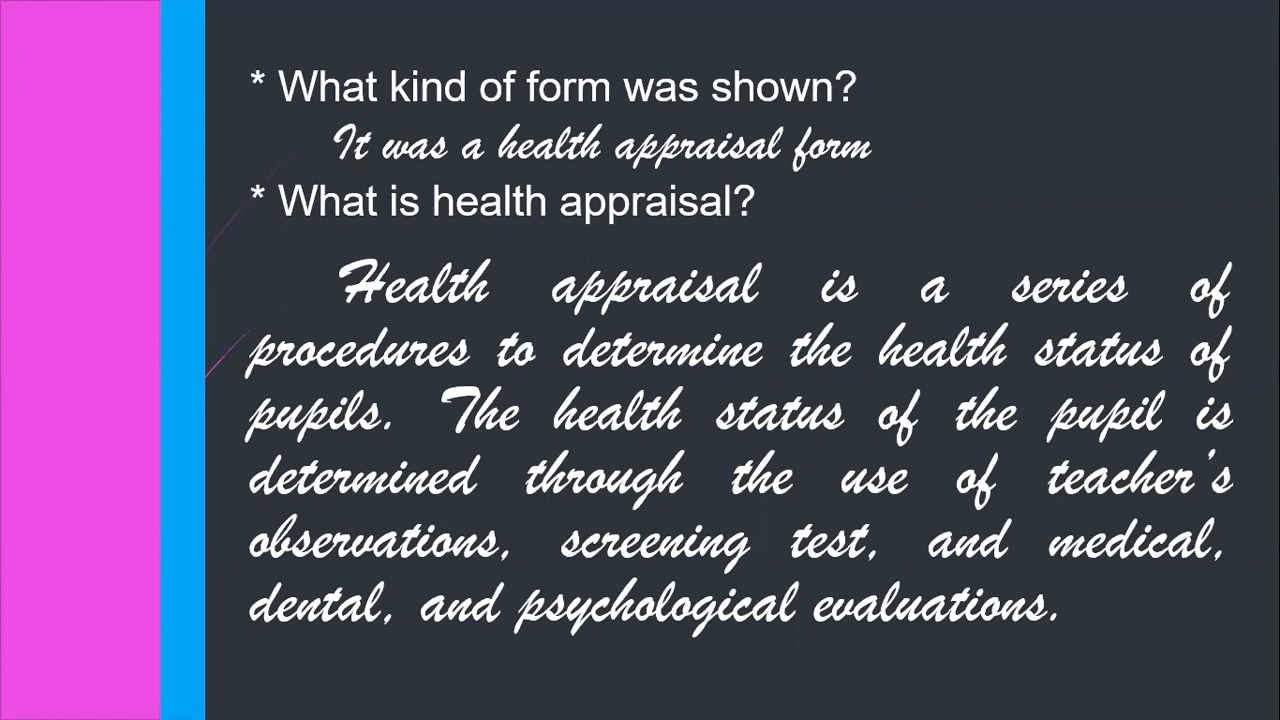 * What kind of form was shown?
It was a health appraisal form
* What is health appraisal?
Health appraisal is a series of
procedures to determine the health status of
pupils. The health status of the pupil is
determined through the use of teacher's
observations, screening test, and medical,
dental, and psychological evaluations.